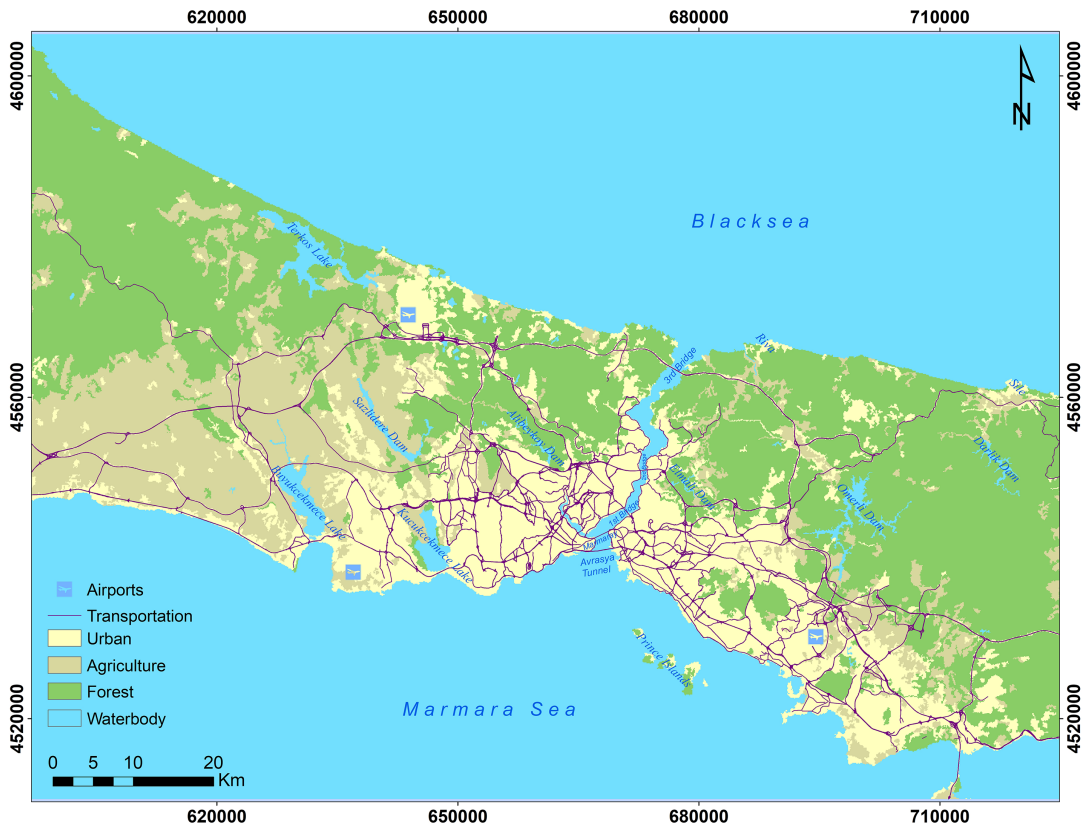 620000 650000 680000 710000
4600000 4600000
N
Blacksea
Terkos Lake
3rd Bridge
Riva
Sile
4560000 4560000
Sazlidere Dam
Alibeykoy Dam
Elmali Dam
Darlik Dam
Omerli Dam
Buyukcekmece Lake
Kucukcekmece Lake
1st Bridge
Marmaray
Avrasya
Tunnel
Airports
Transportation
Urban
Agriculture
Forest
Waterbody
Prince Islands
Marmara Sea
4520000 4520000
0 5 10 20
Km
620000 650000 680000 710000